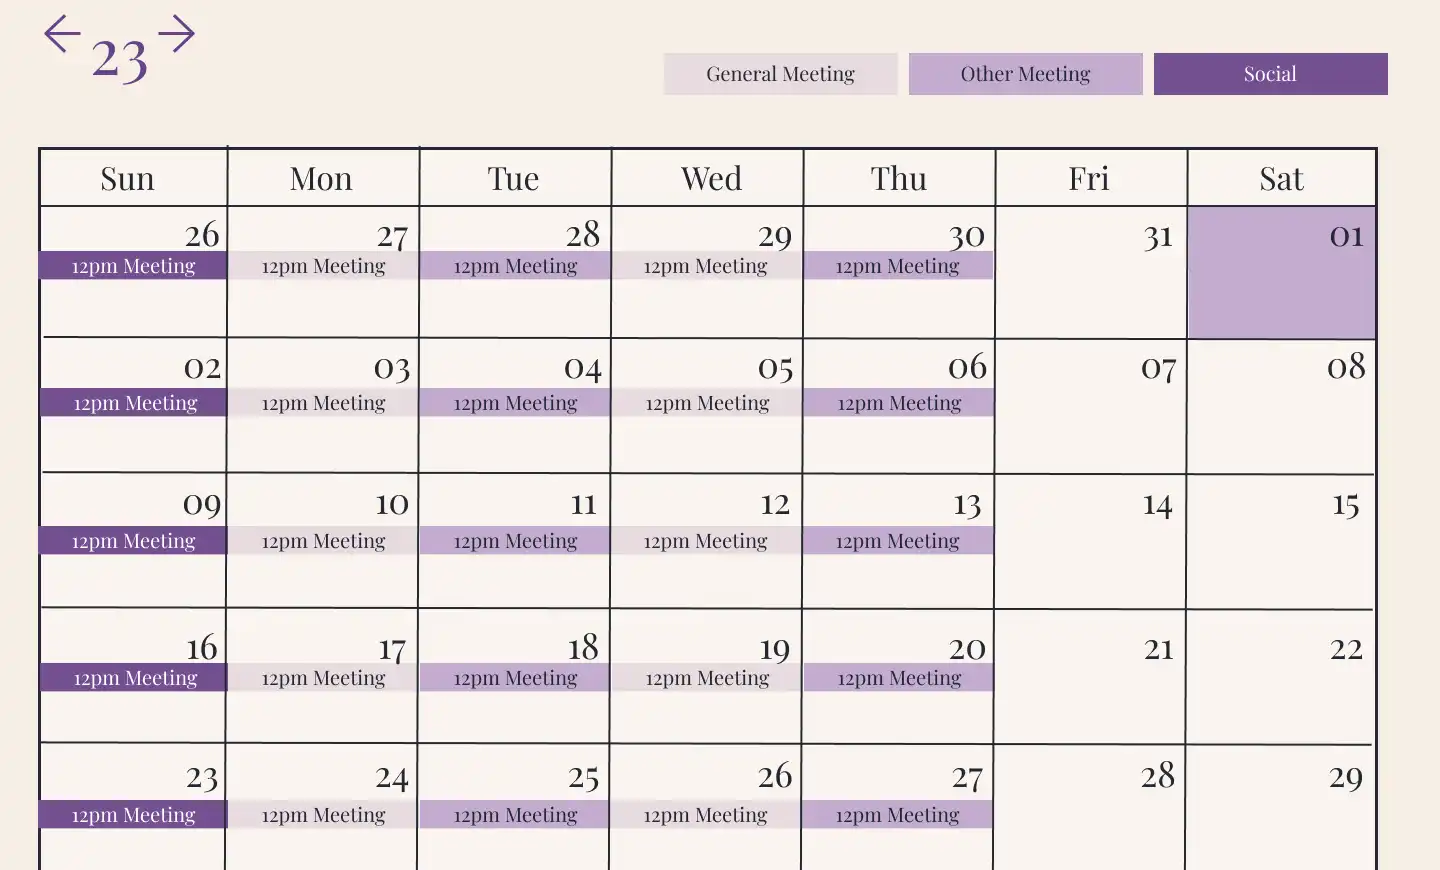 ← 23 →
General Meeting Other Meeting Social
Sun Mon Tue Wed Thu Fri Sat
26 27 28 29 30 31 01
12pm Meeting 12pm Meeting 12pm Meeting 12pm Meeting 12pm Meeting
02 03 04 05 06 07 08
12pm Meeting 12pm Meeting 12pm Meeting 12pm Meeting 12pm Meeting
09 10 11 12 13 14 15
12pm Meeting 12pm Meeting 12pm Meeting 12pm Meeting 12pm Meeting
16 17 18 19 20 21 22
12pm Meeting 12pm Meeting 12pm Meeting 12pm Meeting 12pm Meeting
23 24 25 26 27 28 29
12pm Meeting 12pm Meeting 12pm Meeting 12pm Meeting 12pm Meeting